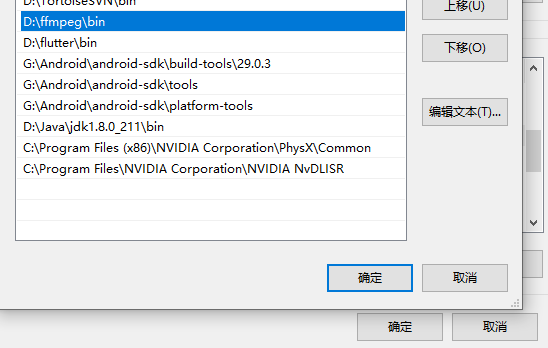 D:\TortoiseSVN\bin
上移(U)
D:\ffmpeg\bin
D:\flutter\bin
下移(O)
G:\Android\android-sdk\build-tools\29.0.3
G:\Android\android-sdk\tools
G:\Android\android-sdk\platform-tools
编辑文本(T)...
D:\Java\jdk1.8.0_211\bin
C:\Program Files (x86)\NVIDIA Corporation\PhysX\Common
C:\Program Files\NVIDIA Corporation\NVIDIA NvDLISR
确定
取消
确定
取消